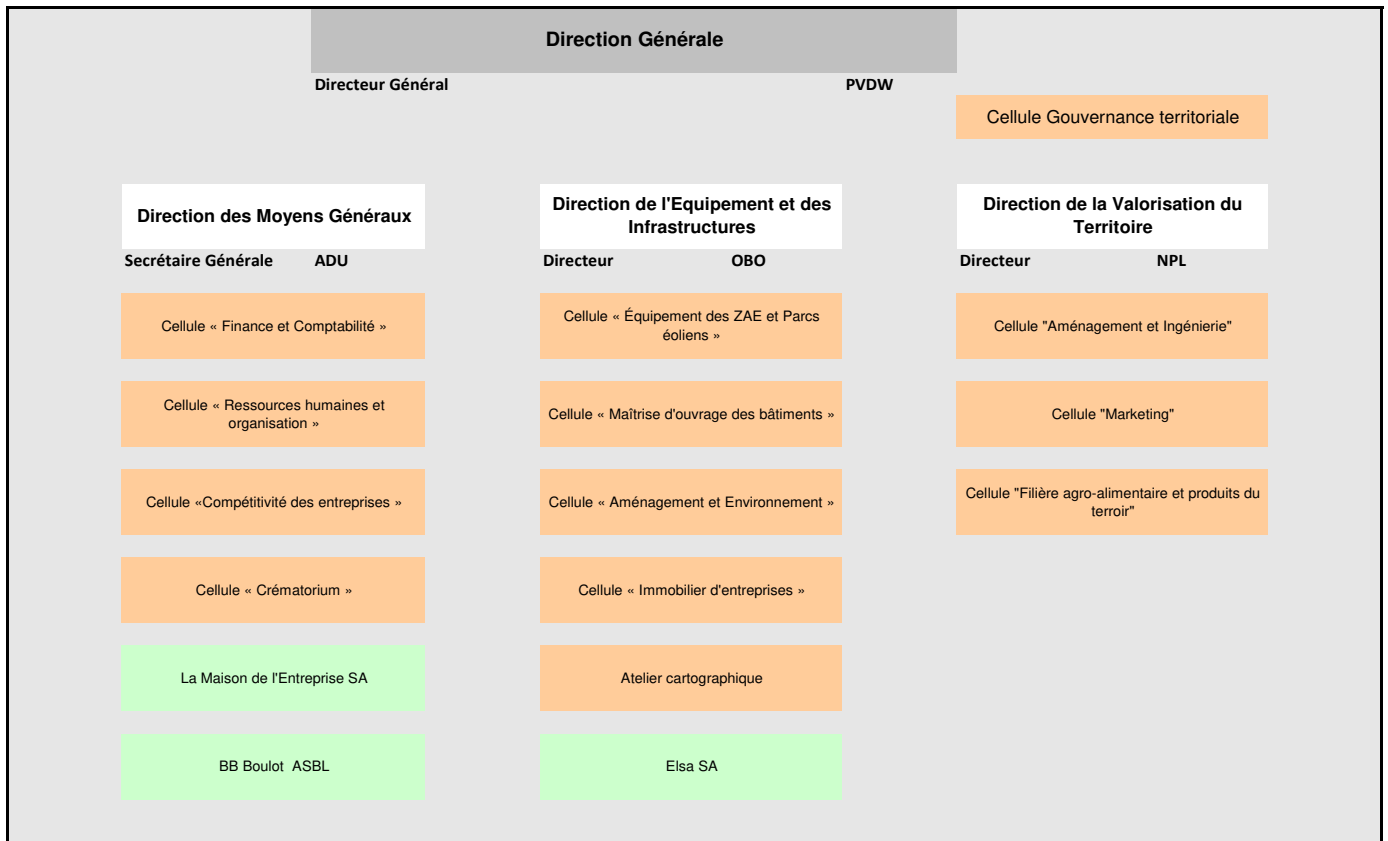 Direction Générale
Directeur Général PVDW
Cellule Gouvernance territoriale
Direction des Moyens Généraux
Secrétaire Générale ADU
Cellule « Finance et Comptabilité »
Cellule « Ressources humaines et
organisation »
Cellule «Compétitivité des entreprises »
Cellule « Crématorium »
La Maison de l'Entreprise SA
BB Boulot ASBL
Direction de l'Equipement et des
Infrastructures
Directeur OBO
Cellule « Équipement des ZAE et Parcs
éoliens »
Cellule « Maîtrise d'ouvrage des bâtiments »
Cellule « Aménagement et Environnement »
Cellule « Immobilier d'entreprises »
Atelier cartographique
Elsa SA
Direction de la Valorisation du
Territoire
Directeur NPL
Cellule "Aménagement et Ingénierie"
Cellule "Marketing"
Cellule "Filière agro-alimentaire et produits du
terroir"